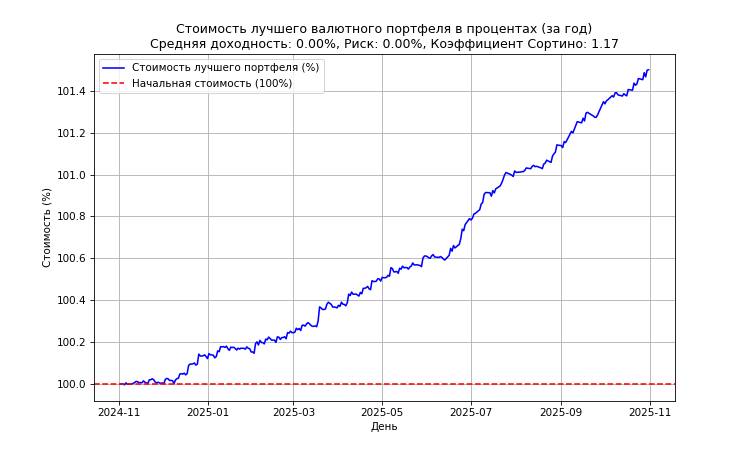 Стоимость лучшего валютного портфеля в процентах (за год)
Средняя доходность: 0.00%, Риск: 0.00%, Коэффициент Сортино: 1.17
Стоимость лучшего портфеля (%)
Начальная стоимость (100%)
Стоимость (%)
101.4
101.2
101.0
100.8
100.6
100.4
100.2
100.0
2024-11
2025-01
2025-03
2025-05
2025-07
2025-09
2025-11
День